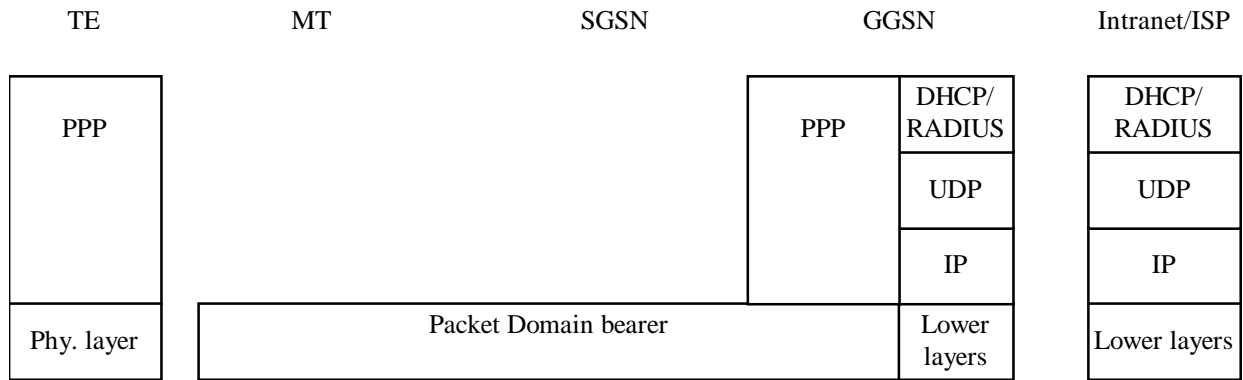 TE MT SGSN GGSN Intranet/ISP
PPP PPP DHCP/ DHCP/
RADIUS RADIUS
UDP UDP
IP IP
Phy. layer Packet Domain bearer Lower Lower layers
layers